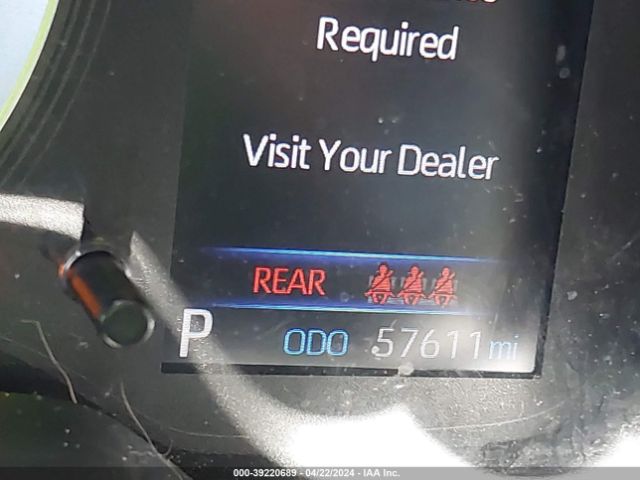 Required
Visit Your Dealer
REAR
P ODO 57611 mi
000-39220689 - 04/22/2024 - IAA Inc.